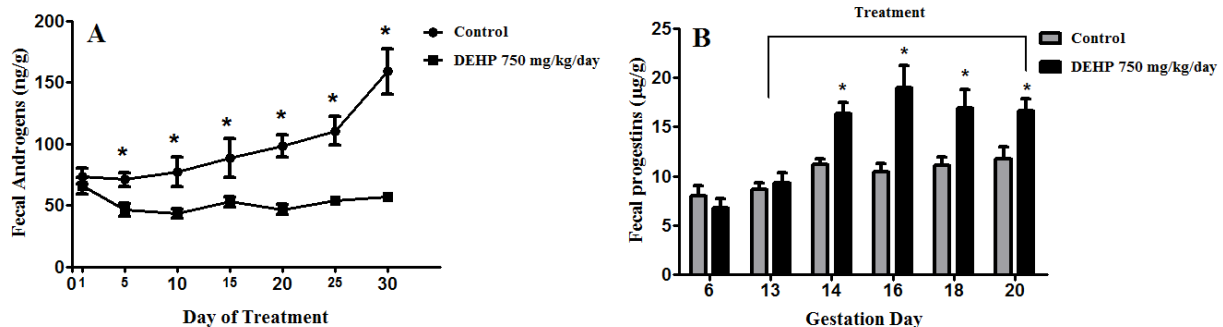 A
Control
DEHP 750 mg/kg/day
Fecal Androgens (ng/g)
200
150
100
50
0
* * * * * *
0 1 5 10 15 20 25 30
Day of Treatment
Treatment
B
Control
DEHP 750 mg/kg/day
Fecal progestins (µg/g)
25
20
15
10
5
0
* * * *
6 13 14 16 18 20
Gestation Day